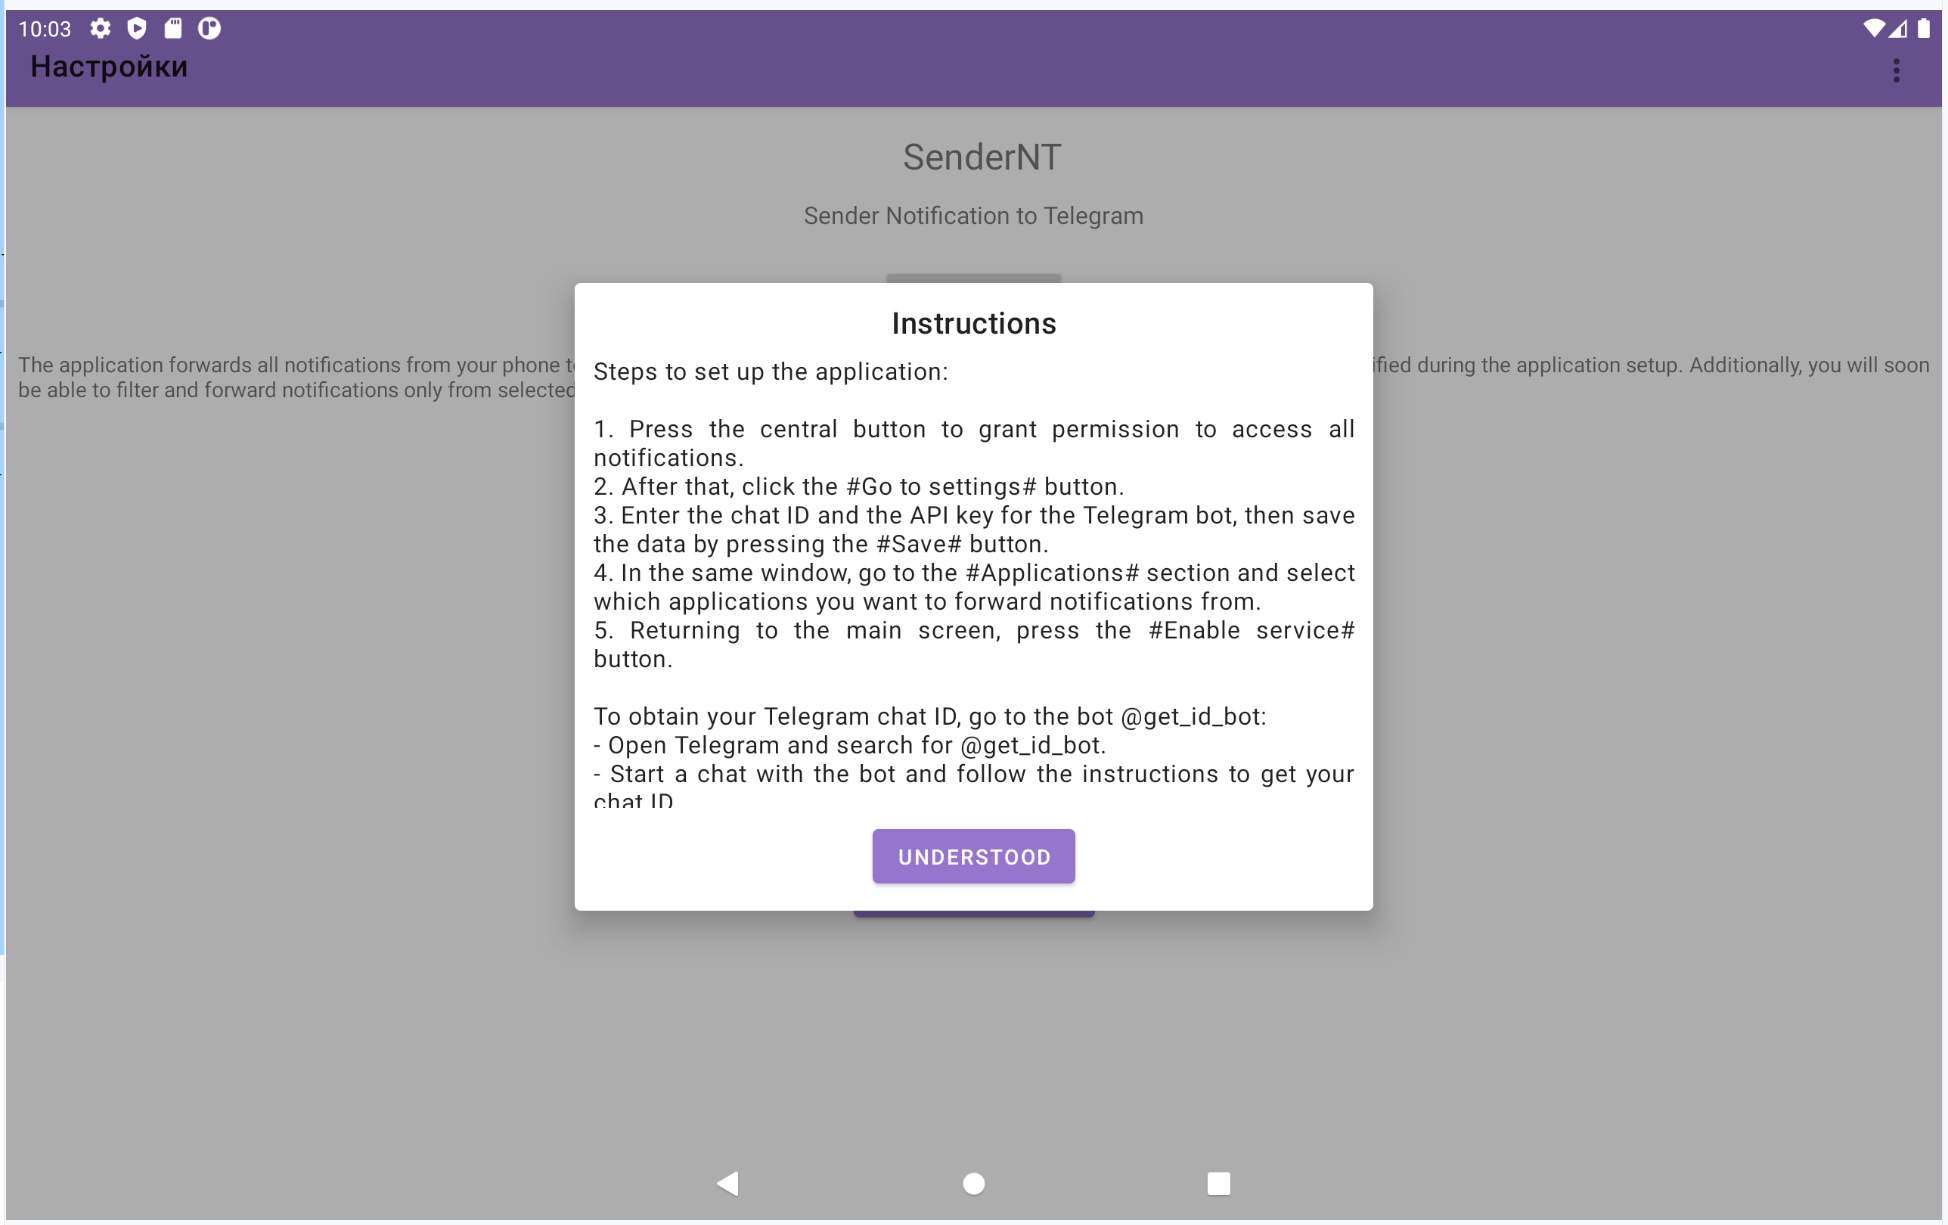 10:03
Настройки
SenderNT
Sender Notification to Telegram
The application forwards all notifications from your phone
ified during the application setup. Additionally, you will soon
be able to filter and forward notifications only from selected
Instructions
Steps to set up the application:
1. Press the central button to grant permission to access all
notifications.
2. After that, click the #Go to settings# button.
3. Enter the chat ID and the API key for the Telegram bot, then save
the data by pressing the #Save# button.
4. In the same window, go to the #Applications# section and select
which applications you want to forward notifications from.
5. Returning to the main screen, press the #Enable service#
button.
To obtain your Telegram chat ID, go to the bot @get_id_bot:
- Open Telegram and search for @get_id_bot.
- Start a chat with the bot and follow the instructions to get your
chat ID
UNDERSTOOD